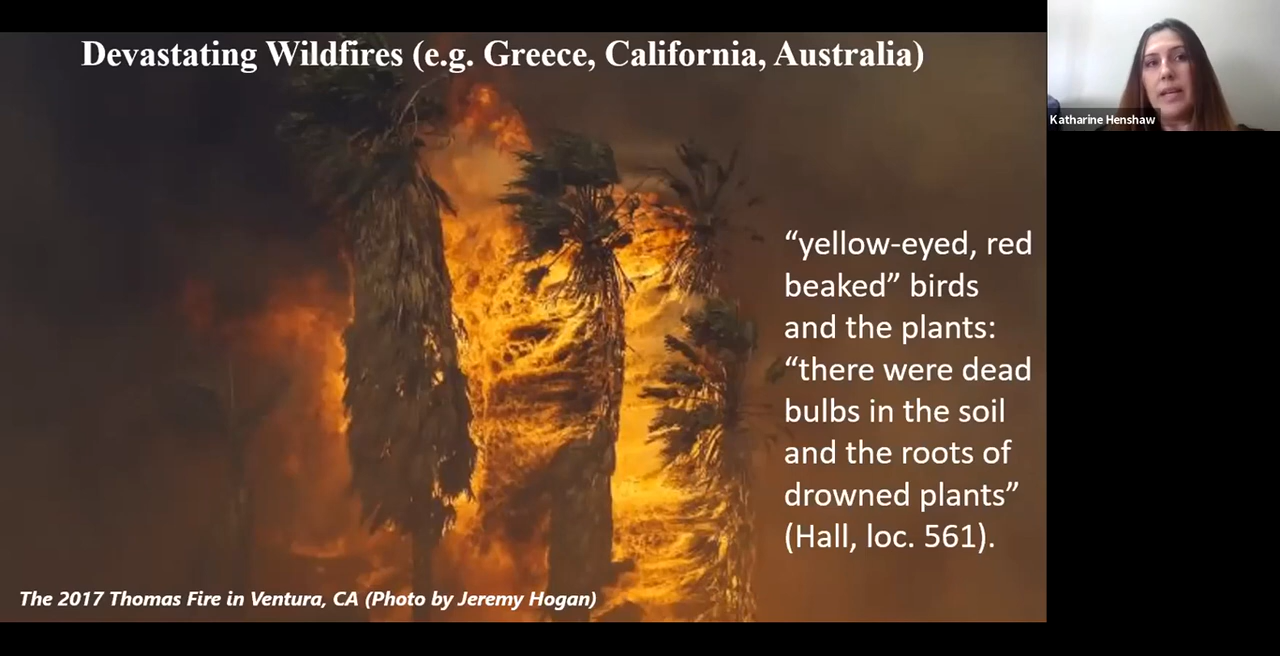 Devastating Wildfires (e.g. Greece, California, Australia)
Katharine Henshaw
“yellow-eyed, red
beaked” birds
and the plants:
“there were dead
bulbs in the soil
and the roots of
drowned plants”
(Hall, loc. 561).
The 2017 Thomas Fire in Ventura, CA (Photo by Jeremy Hogan)